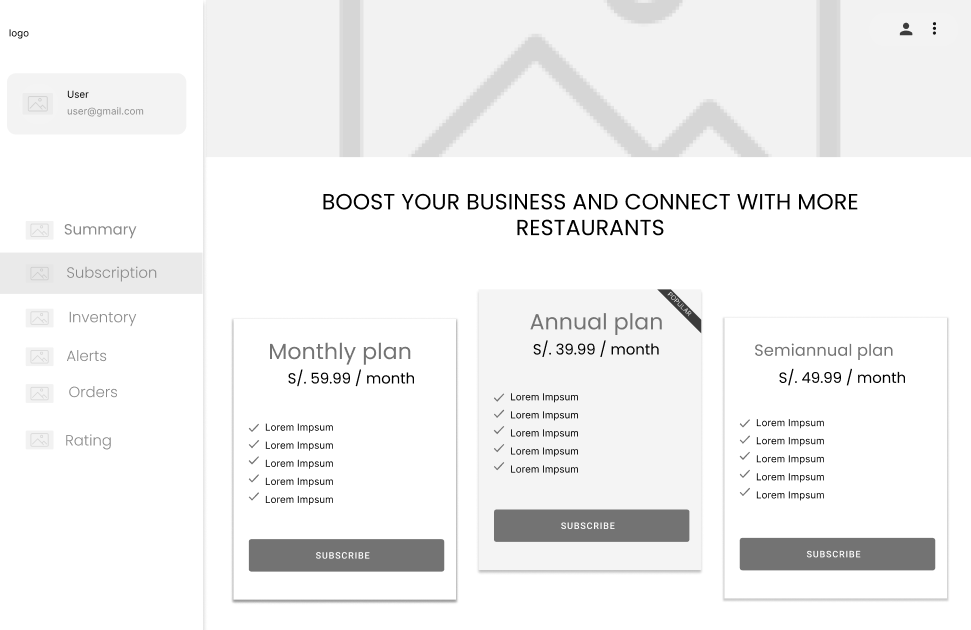 logo
User
user@gmail.com
Summary
Subscription
Inventory
Alerts
Orders
Rating
BOOST YOUR BUSINESS AND CONNECT WITH MORE
RESTAURANTS
Monthly plan
S/. 59.99 / month
Lorem Impsum
Lorem Impsum
Lorem Impsum
Lorem Impsum
Lorem Impsum
SUBSCRIBE
POPULAR
Annual plan
S/. 39.99 / month
Lorem Impsum
Lorem Impsum
Lorem Impsum
Lorem Impsum
Lorem Impsum
SUBSCRIBE
Semiannual plan
S/. 49.99 / month
Lorem Impsum
Lorem Impsum
Lorem Impsum
Lorem Impsum
Lorem Impsum
SUBSCRIBE